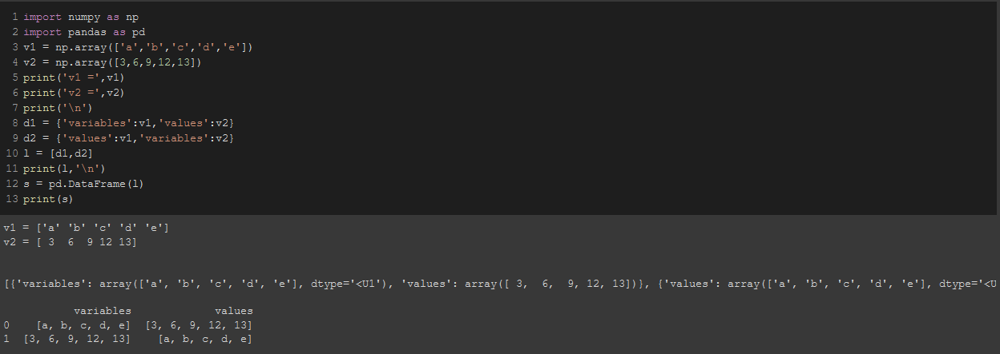 1 import numpy as np
2 import pandas as pd
3 v1 = np.array(['a','b','c','d','e'])
4 v2 = np.array([3,6,9,12,13])
5 print('v1 =',v1)
6 print('v2 =',v2)
7 print('\n')
8 d1 = {'variables':v1,'values':v2}
9 d2 = {'values':v1,'variables':v2}
10 l = [d1,d2]
11 print(l,'\n')
12 s = pd.DataFrame(l)
13 print(s)
v1 = ['a' 'b' 'c' 'd' 'e']
v2 = [ 3  6  9 12 13]
[{'variables': array(['a', 'b', 'c', 'd', 'e'], dtype='<U1'), 'values': array([ 3,  6,  9, 12, 13])}, {'values': array(['a', 'b', 'c', 'd', 'e'], dtype='<U
variables values
0 [a, b, c, d, e] [3, 6, 9, 12, 13]
1 [3, 6, 9, 12, 13] [a, b, c, d, e]